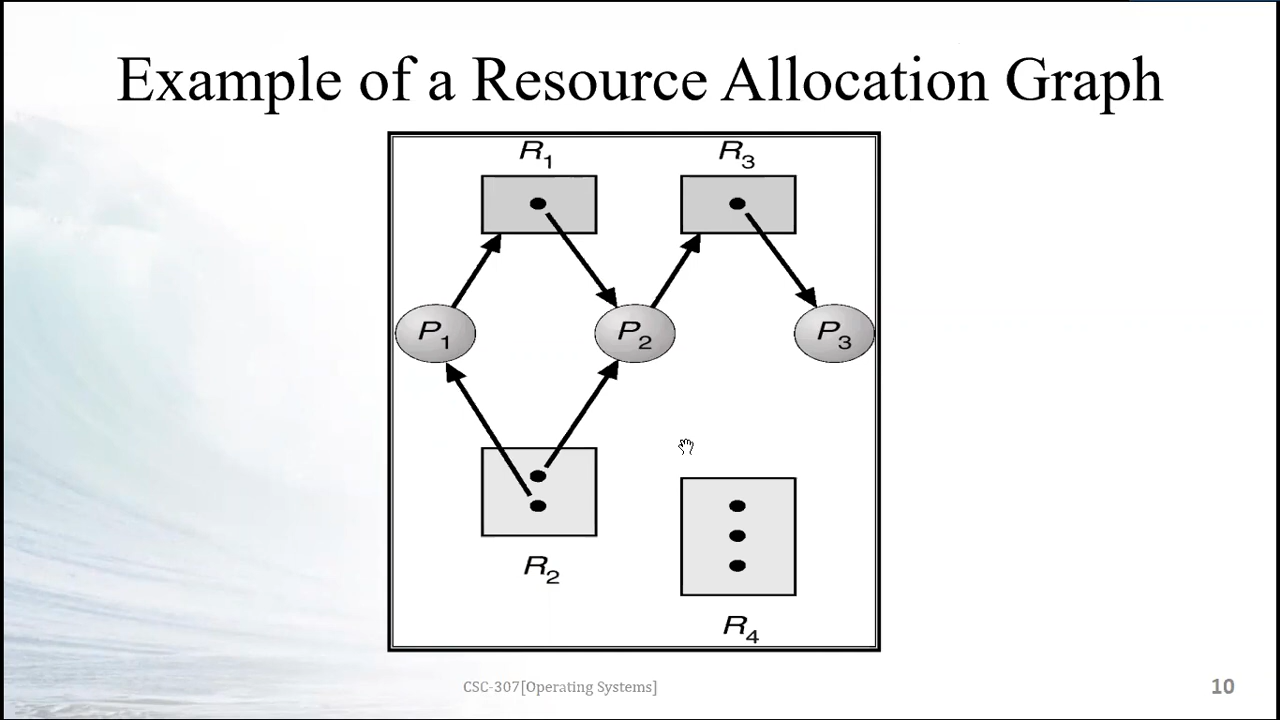 Example of a Resource Allocation Graph
R1 R3
P1 P2 P3
R2
R4
CSC-307[Operating Systems] 10